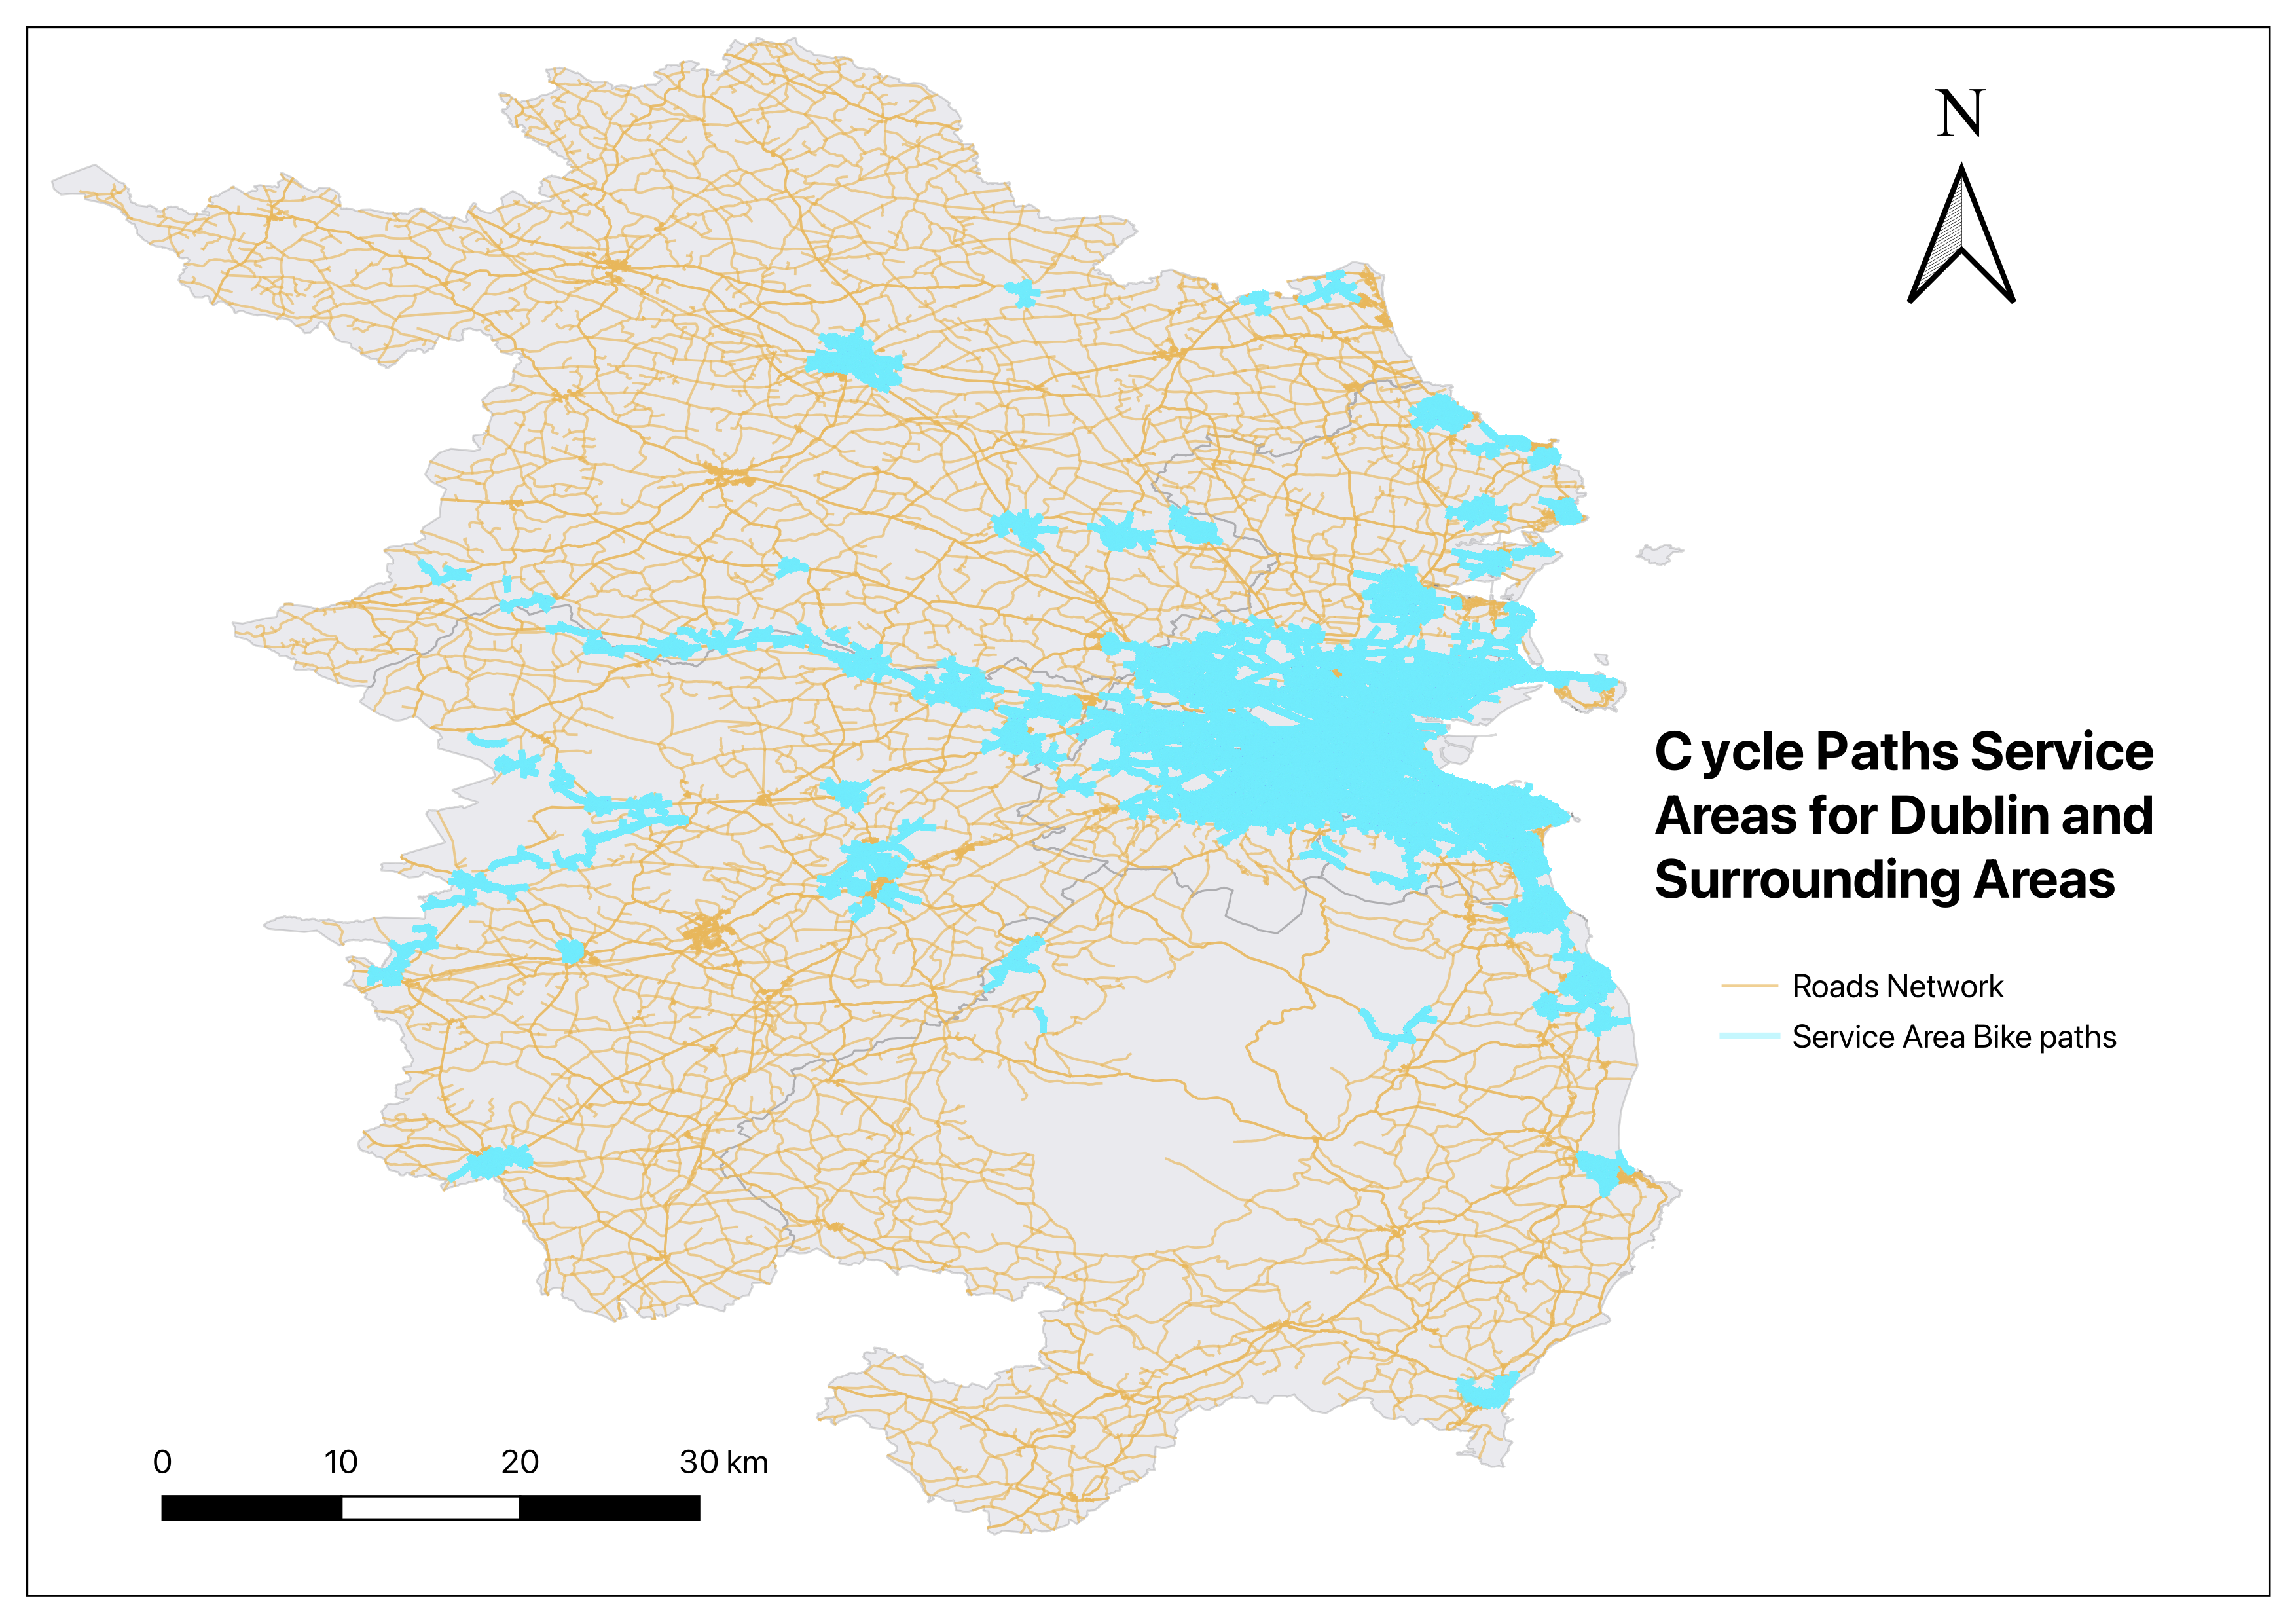 N
C ycle Paths Service
Areas for Dublin and
Surrounding Areas
Roads Network
Service Area Bike paths
0 10 20 30 km